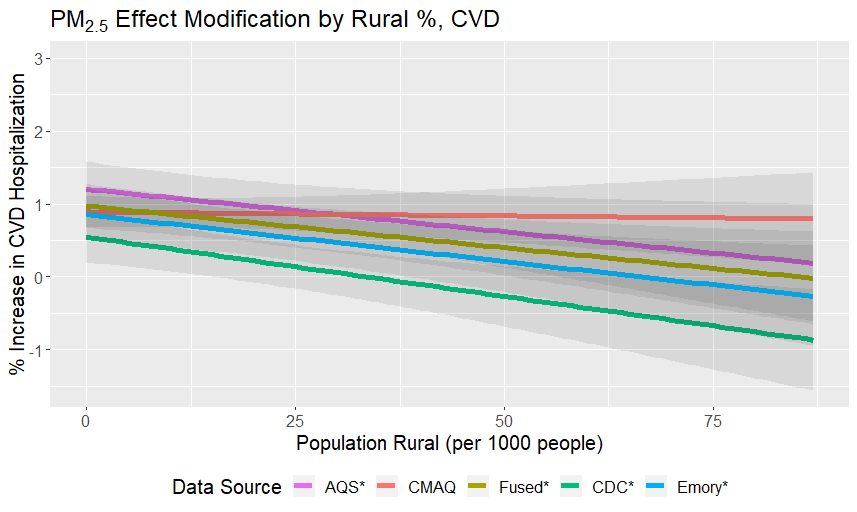 PM2.5 Effect Modification by Rural %, CVD
% Increase in CVD Hospitalization
3
2
1
0
-1
0 25 50 75
Population Rural (per 1000 people)
Data Source AQS* CMAQ Fused* CDC* Emory*